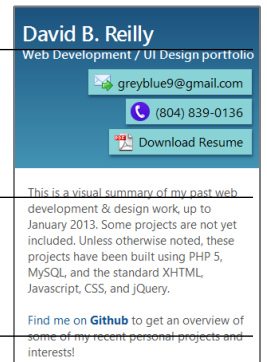 David B. Reilly
Web Development / UI Design portfolio
greyblue9@gmail.com
(804) 839-0136
Download Resume
This is a visual summary of my past web
development & design work, up to
January 2013. Some projects are not yet
included. Unless otherwise noted, these
projects have been built using PHP 5,
MySQL, and the standard XHTML,
Javascript, CSS, and jQuery.
Find me on Github to get an overview of
some of my recent personal projects and
interests!